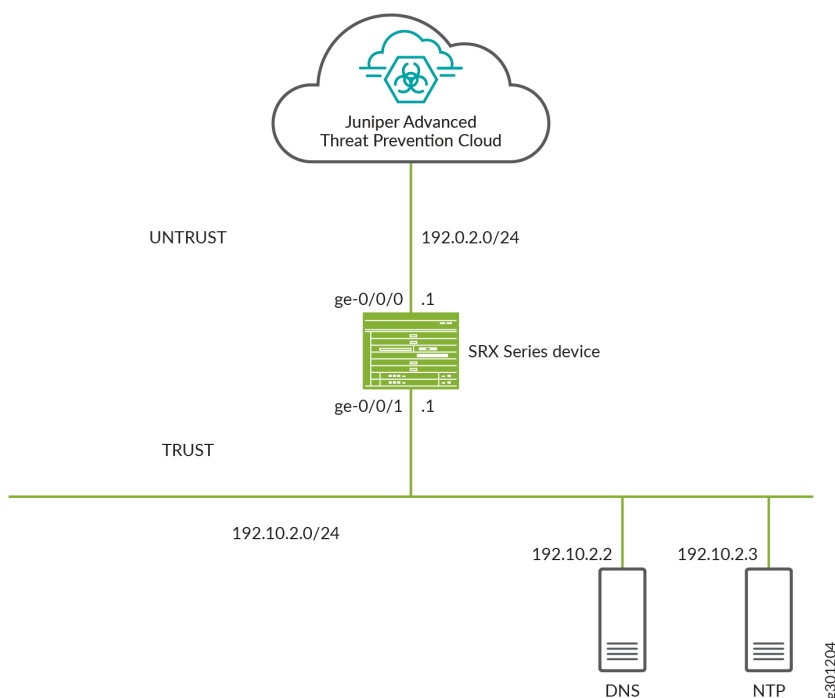 Juniper Advanced
Threat Prevention Cloud
UNTRUST
192.0.2.0/24
ge-0/0/0 .1
SRX Series device
ge-0/0/1 .1
TRUST
192.10.2.0/24
192.10.2.2
192.10.2.3
DNS
NTP
g301204